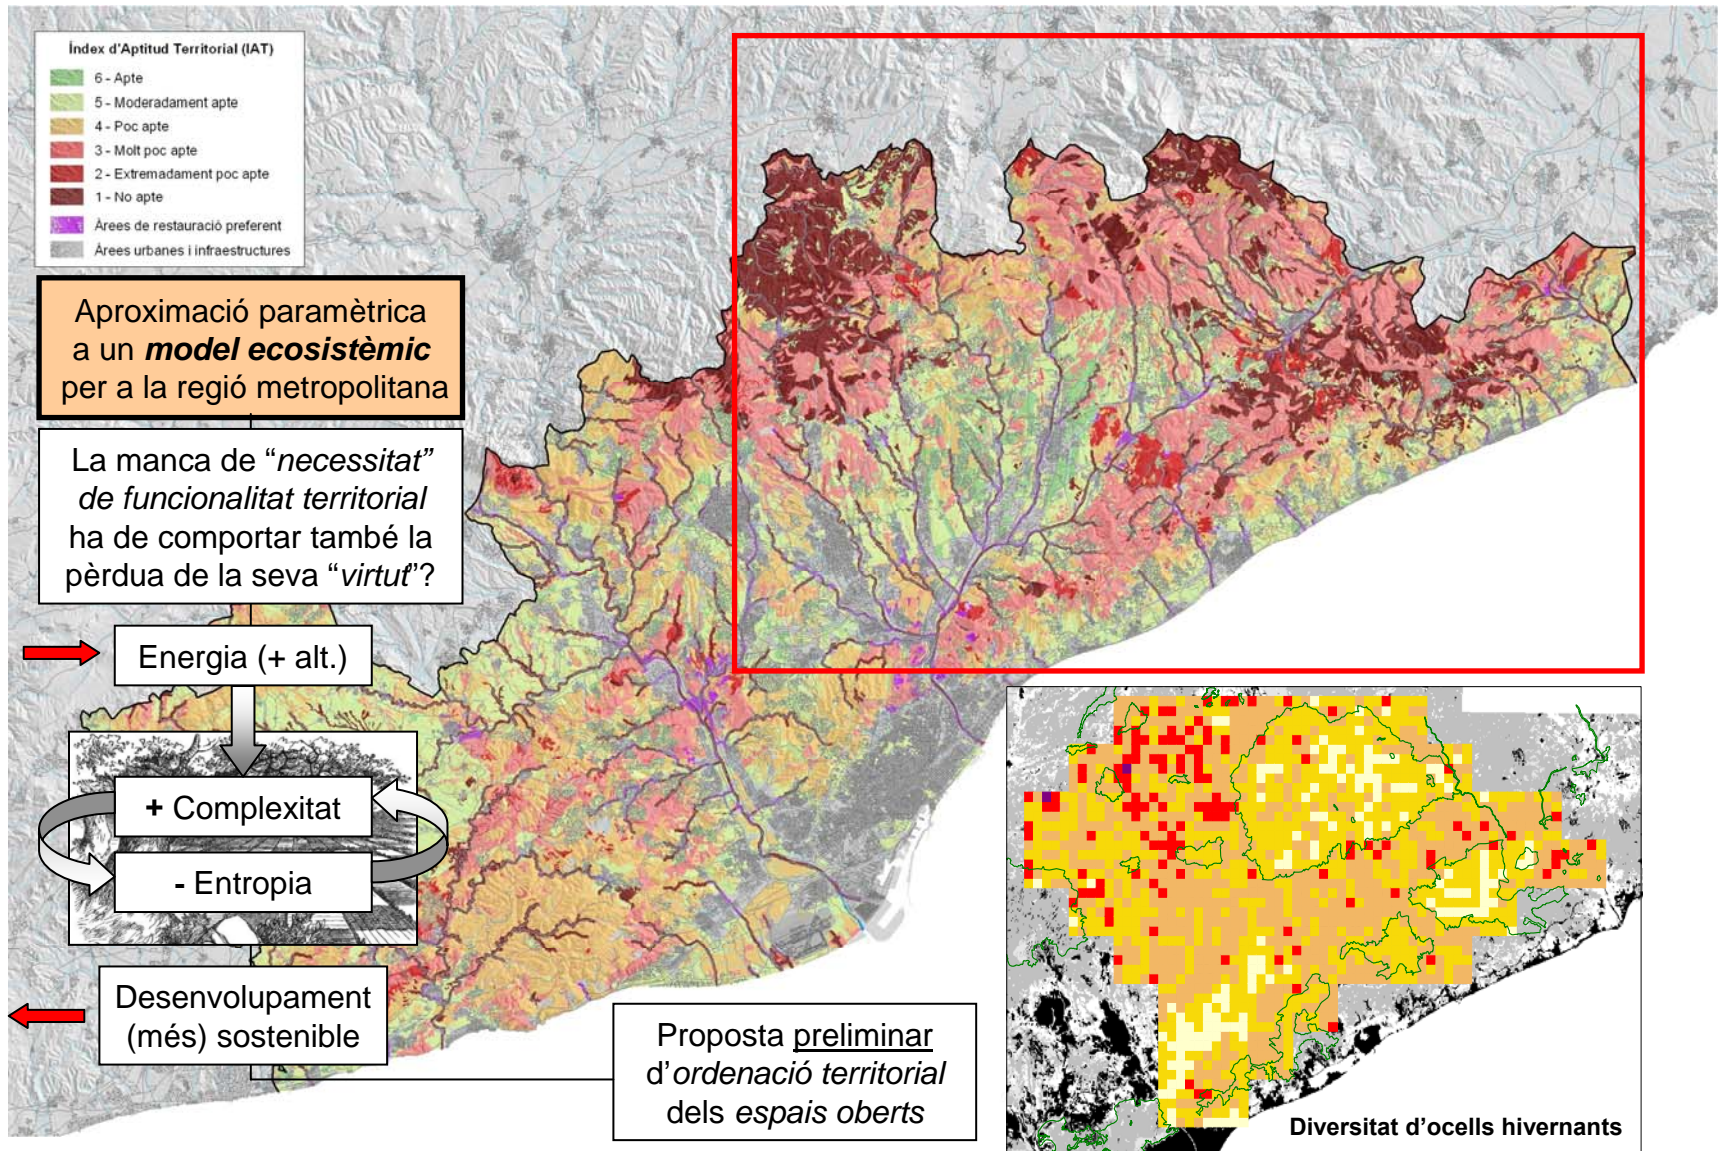 Índex d'Aptitud Territorial (IAT)
6 - Apte
5 - Moderadament apte
4 - Poc apte
3 - Molt poc apte
2 - Extremadament poc apte
1 - No apte
Àrees de restauració preferent
Àrees urbanes i infraestructures
Aproximació paramètrica
a un model ecosistèmic
per a la regió metropolitana
La manca de “necessitat”
de funcionalitat territorial
ha de comportar també la
pèrdua de la seva “virtut”?
Energia (+ alt.)
+ Complexitat
- Entropia
Desenvolupament
(més) sostenible
Proposta preliminar
d’ordenació territorial
dels espais oberts
Diversitat d’ocells hivernants